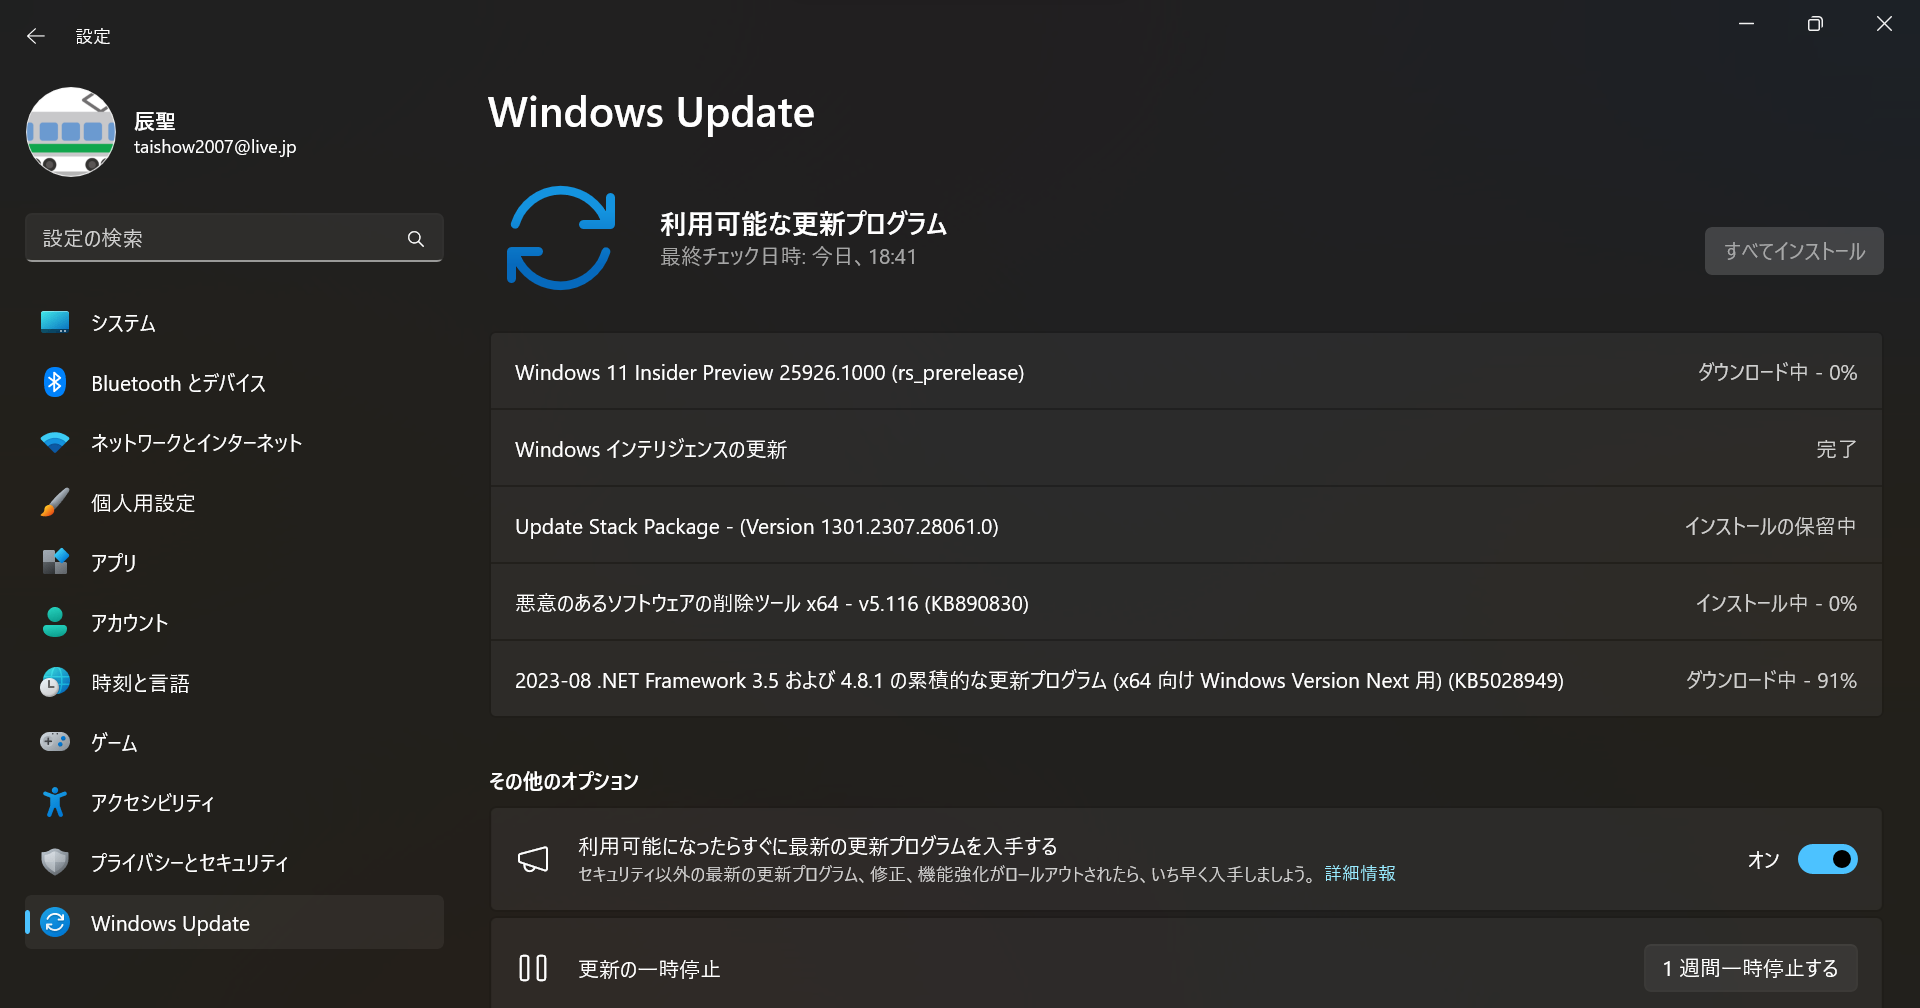 設定
辰聖
taishow2007@live.jp
設定の検索
システム
Bluetooth とデバイス
ネットワークとインターネット
個人用設定
アプリ
アカウント
時刻と言語
ゲーム
アクセシビリティ
プライバシーとセキュリティ
Windows Update
Windows Update
利用可能な更新プログラム
最終チェック日時: 今日、18:41
すべてインストール
Windows 11 Insider Preview 25926.1000 (rs_prerelease)
ダウンロード中 - 0%
Windows インテリジェンスの更新
完了
Update Stack Package - (Version 1301.2307.28061.0)
インストールの保留中
悪意のあるソフトウェアの削除ツール x64 - v5.116 (KB890830)
インストール中 - 0%
2023-08 .NET Framework 3.5 および 4.8.1 の累積的な更新プログラム (x64 向け Windows Version Next 用) (KB5028949)
ダウンロード中 - 91%
その他のオプション
利用可能になったらすぐに最新の更新プログラムを入手する
セキュリティ以外の最新の更新プログラム、修正、機能強化がロールアウトされたら、いち早く入手しましょう。 詳細情報
オン
更新の一時停止
1 週間一時停止する